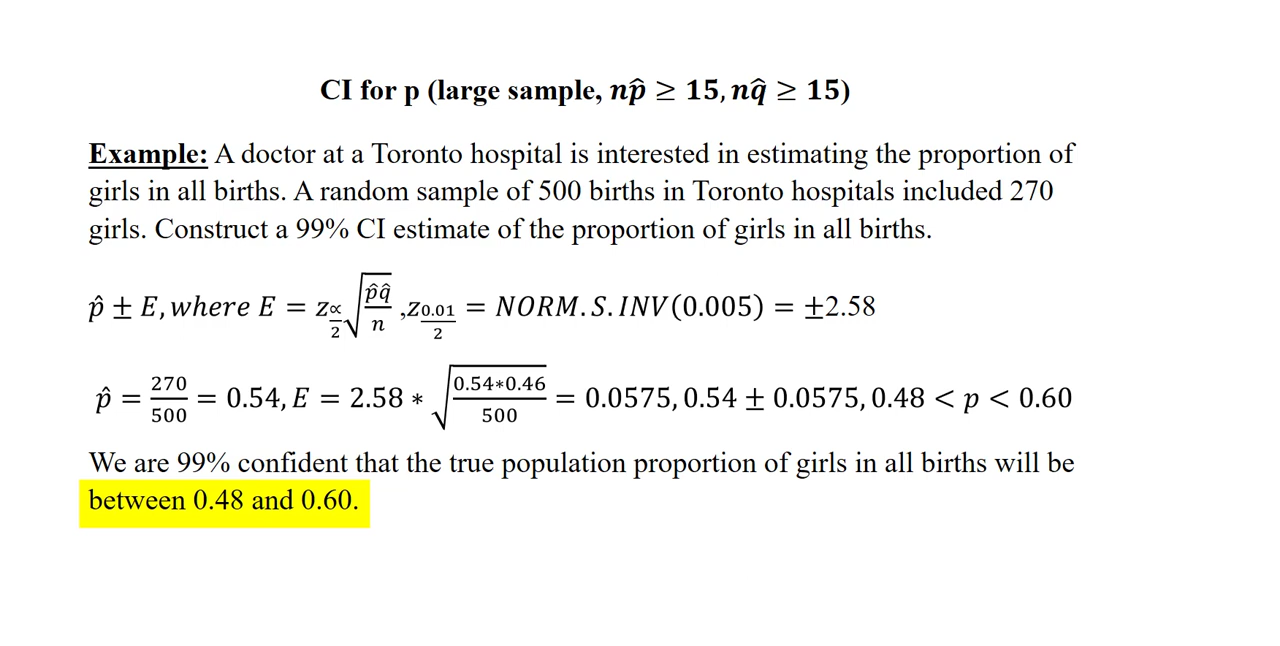 CI for p (large sample, np̂ ≥ 15, nq̂ ≥ 15)
Example: A doctor at a Toronto hospital is interested in estimating the proportion of
girls in all births. A random sample of 500 births in Toronto hospitals included 270
girls. Construct a 99% CI estimate of the proportion of girls in all births.
p̂ ± E, where E = z_(∝/2) √(p̂q̂/n) ,z_(0.01/2) = NORM.S.INV(0.005) = ±2.58
p̂ = 270/500 = 0.54, E = 2.58 * √(0.54*0.46/500) = 0.0575, 0.54 ± 0.0575, 0.48 < p < 0.60
We are 99% confident that the true population proportion of girls in all births will be
between 0.48 and 0.60.